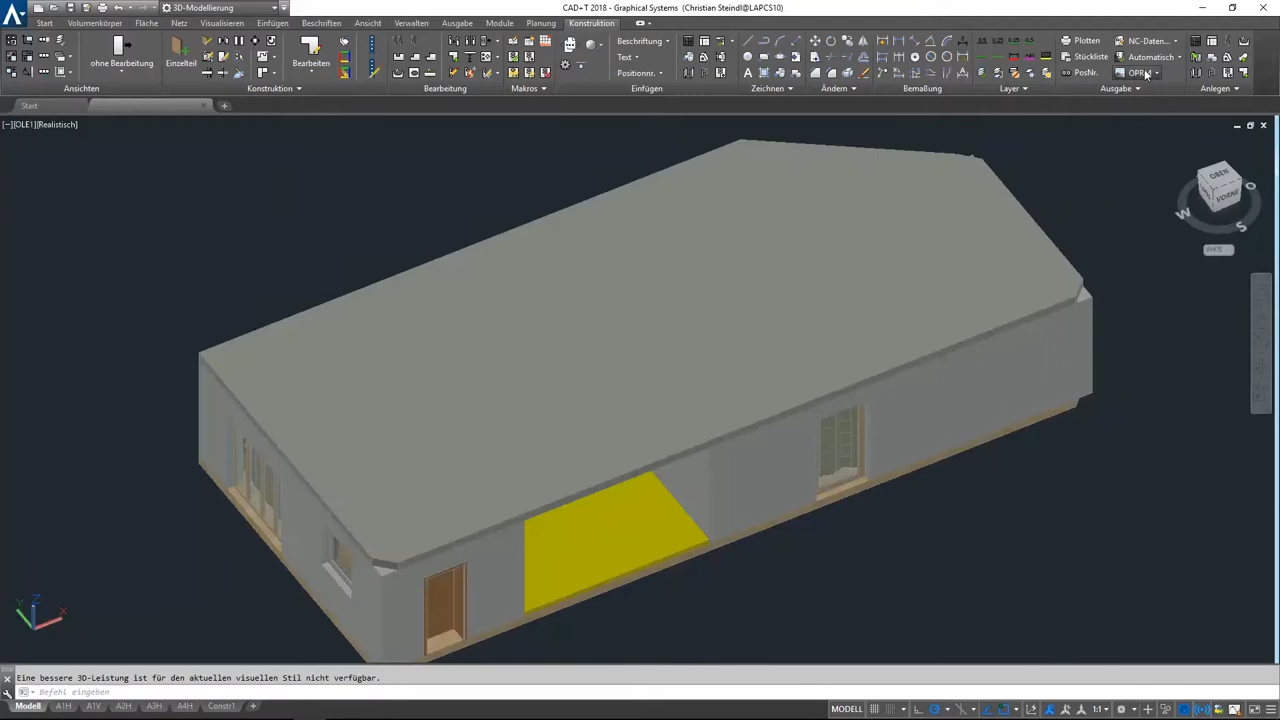 3D-Modellierung
CAD+T 2018 - Graphical Systems (Christian Steindl@LAPCS10)
Start Volumenkörper Fläche Netz Visualisieren Einfügen Beschriften Ansicht Verwalten Ausgabe Module Planung Konstruktion
ohne Bearbeitung Einzelteil Bearbeiten
Beschriftung
Text
Positionnr.
Plotten NC-Daten...
Stückliste Automatisch
PosNr.
Ansichten Konstruktion Bearbeitung Makros Einfügen Zeichnen Ändern Bemaßung Layer Ausgabe Anlegen
Start
[−][OLE1][Realistisch]
OBEN
VORNE
W S O
WKS
Z
Y X
Eine bessere 3D-Leistung ist für den aktuellen visuellen Stil nicht verfügbar.
Befehl eingeben
Modell A1H A1V A2H A3H A4H Constr1 MODELL 1:1